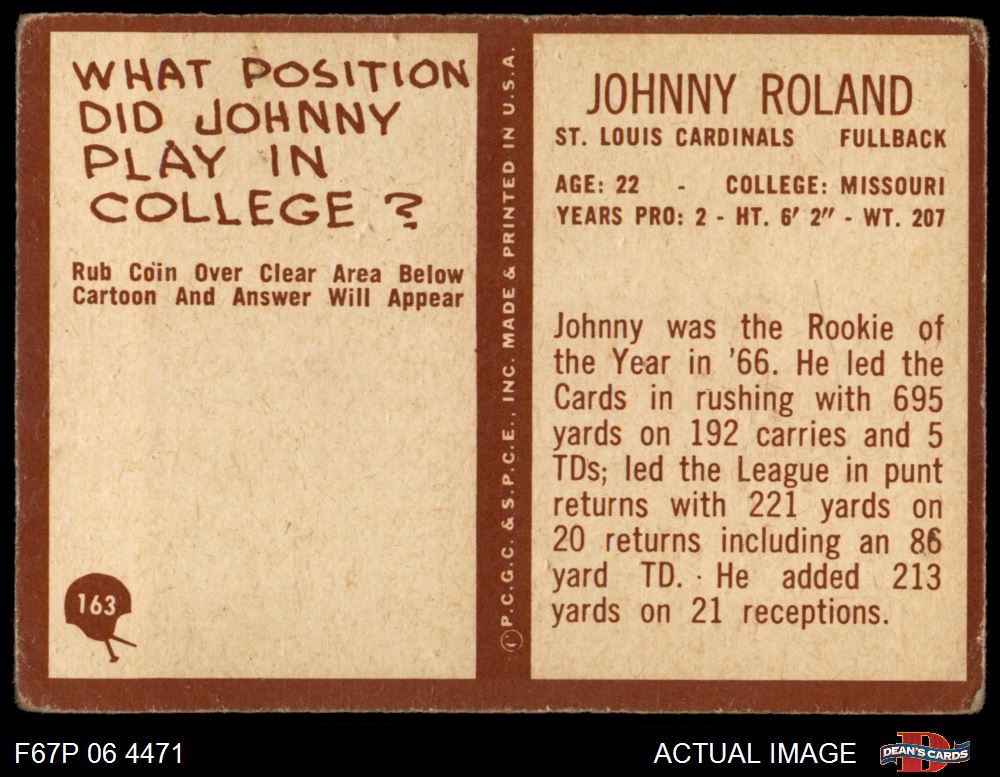 WHAT POSITION
DID JOHNNY
PLAY IN
COLLEGE ?
Rub Coin Over Clear Area Below
Cartoon And Answer Will Appear
163
©P.C.G.C. & S.P.C.E., INC. MADE & PRINTED IN U.S.A.
JOHNNY ROLAND
ST. LOUIS CARDINALS FULLBACK
AGE: 22 - COLLEGE: MISSOURI
YEARS PRO: 2 - HT. 6' 2" - WT. 207
Johnny was the Rookie of
the Year in '66. He led the
Cards in rushing with 695
yards on 192 carries and 5
TDs; led the League in punt
returns with 221 yards on
20 returns including an 86
yard TD. He added 213
yards on 21 receptions.
F67P 06 4471
ACTUAL IMAGE
DEAN'S CARDS